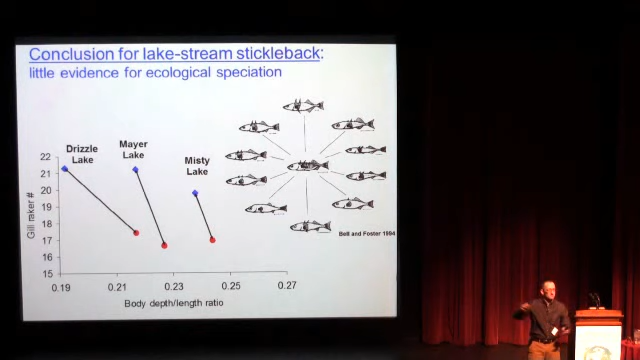 Conclusion for lake-stream stickleback:
little evidence for ecological speciation
Drizzle
Lake
Mayer
Lake
Misty
Lake
22
21
20
19
18
17
16
15
Gill raker #
0.19
0.21
0.23
0.25
0.27
Body depth/length ratio
Bell and Foster 1994